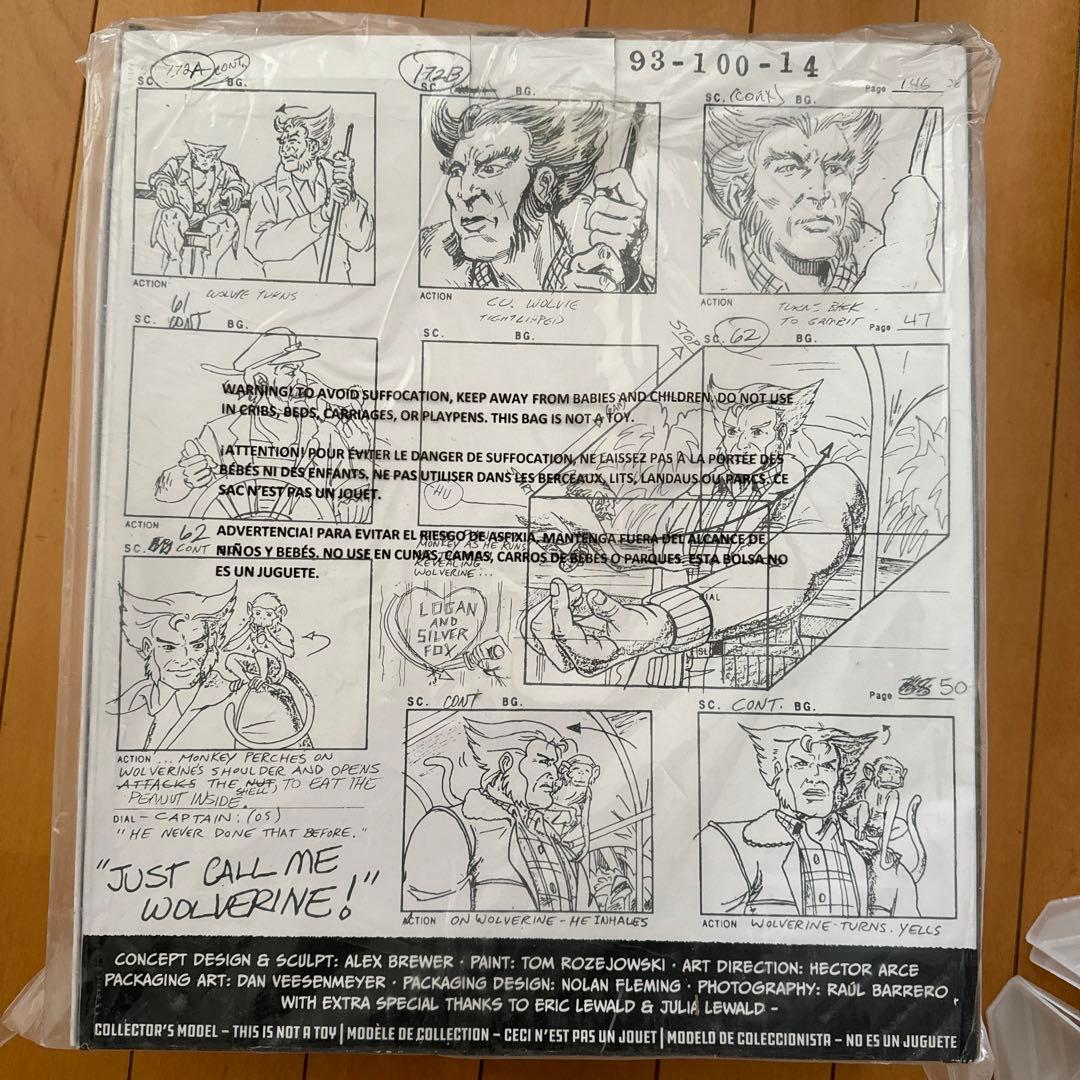 93-100-14
SC. 172A CONT. BG.
172B
SC. BG.
SC. (CONT) BG.
Page 146
ACTION
WOLVIE TURNS
ACTION
CU. WOLVIE
TIGHTLIPPED
ACTION
TURNS BACK
TO GAMBIT
Page 47
61
SC. CONT BG.
SC. BG.
STOP
SC. 62 BG.
WARNING! TO AVOID SUFFOCATION, KEEP AWAY FROM BABIES AND CHILDREN. DO NOT USE
IN CRIBS, BEDS, CARRIAGES, OR PLAYPENS. THIS BAG IS NOT A TOY.
¡ATTENTION! POUR ÉVITER LE DANGER DE SUFFOCATION, NE LAISSEZ PAS À LA PORTÉE DES
BÉBÉS NI DES ENFANTS, NE PAS UTILISER DANS LES BERCEAUX, LITS, LANDAUS OU PARCS. CE
SAC N'EST PAS UN JOUET.
HU
ADVERTENCIA! PARA EVITAR EL RIESGO DE ASFIXIA, MANTENGA FUERA DEL ALCANCE DE
NIÑOS Y BEBÉS. NO USE EN CUNAS, CAMAS, CARROS DE BEBES O PARQUES. ESTA BOLSA NO
ES UN JUGUETE.
ACTION
62
SC. CONT BG.
MONKEY AS HE RUNS
REVEALING
WOLVERINE...
LOGAN
AND
SILVER
FOX
DIAL
SL
ACTION ... MONKEY PERCHES ON
WOLVERINE'S SHOULDER AND OPENS
ATTACKS THE NUT, TO EAT THE
SHELL
PEANUT INSIDE.
DIAL - CAPTAIN: (OS)
"HE NEVER DONE THAT BEFORE."
"JUST CALL ME
WOLVERINE!"
Page 50
SC. CONT BG.
SC. CONT. BG.
ACTION ON WOLVERINE - HE INHALES
ACTION WOLVERINE - TURNS. YELLS
CONCEPT DESIGN & SCULPT: ALEX BREWER · PAINT: TOM ROZEJOWSKI · ART DIRECTION: HECTOR ARCE
PACKAGING ART: DAN VEESENMEYER · PACKAGING DESIGN: NOLAN FLEMING · PHOTOGRAPHY: RAÚL BARRERO
WITH EXTRA SPECIAL THANKS TO ERIC LEWALD & JULIA LEWALD –
COLLECTOR'S MODEL – THIS IS NOT A TOY | MODÈLE DE COLLECTION – CECI N'EST PAS UN JOUET | MODELO DE COLECCIONISTA – NO ES UN JUGUETE